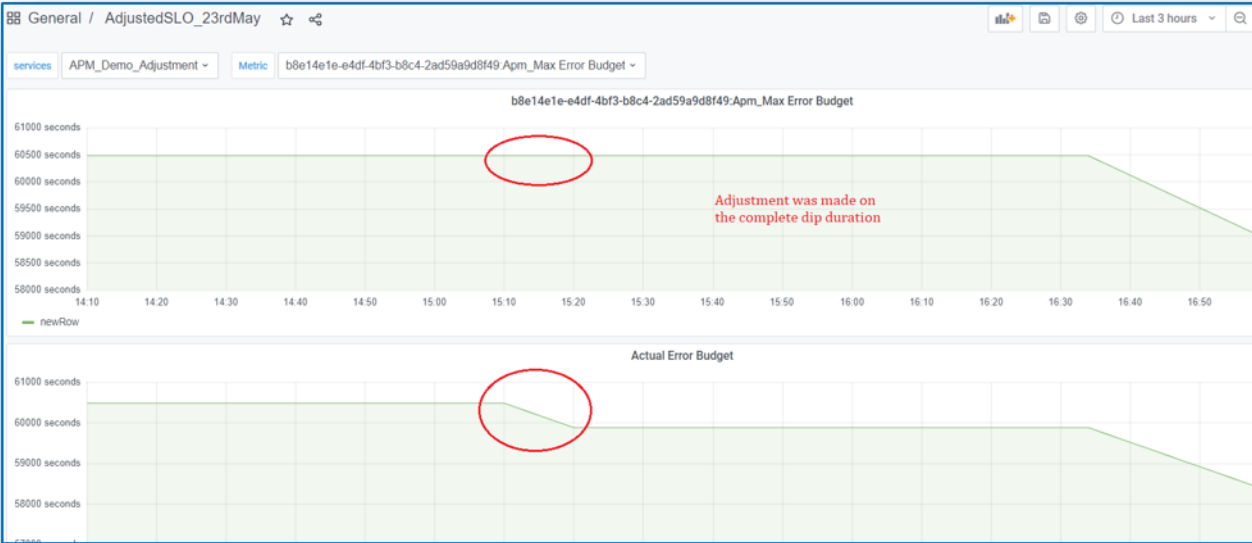 General / AdjustedSLO_23rdMay
Last 3 hours
services APM_Demo_Adjustment Metric b8e14e1e-e4df-4bf3-b8c4-2ad59a9d8f49:Apm_Max Error Budget
b8e14e1e-e4df-4bf3-b8c4-2ad59a9d8f49:Apm_Max Error Budget
61000 seconds
60500 seconds
60000 seconds
59500 seconds
59000 seconds
58500 seconds
58000 seconds
Adjustment was made on
the complete dip duration
14:10 14:20 14:30 14:40 14:50 15:00 15:10 15:20 15:30 15:40 15:50 16:00 16:10 16:20 16:30 16:40 16:50
newRow
Actual Error Budget
61000 seconds
60000 seconds
59000 seconds
58000 seconds